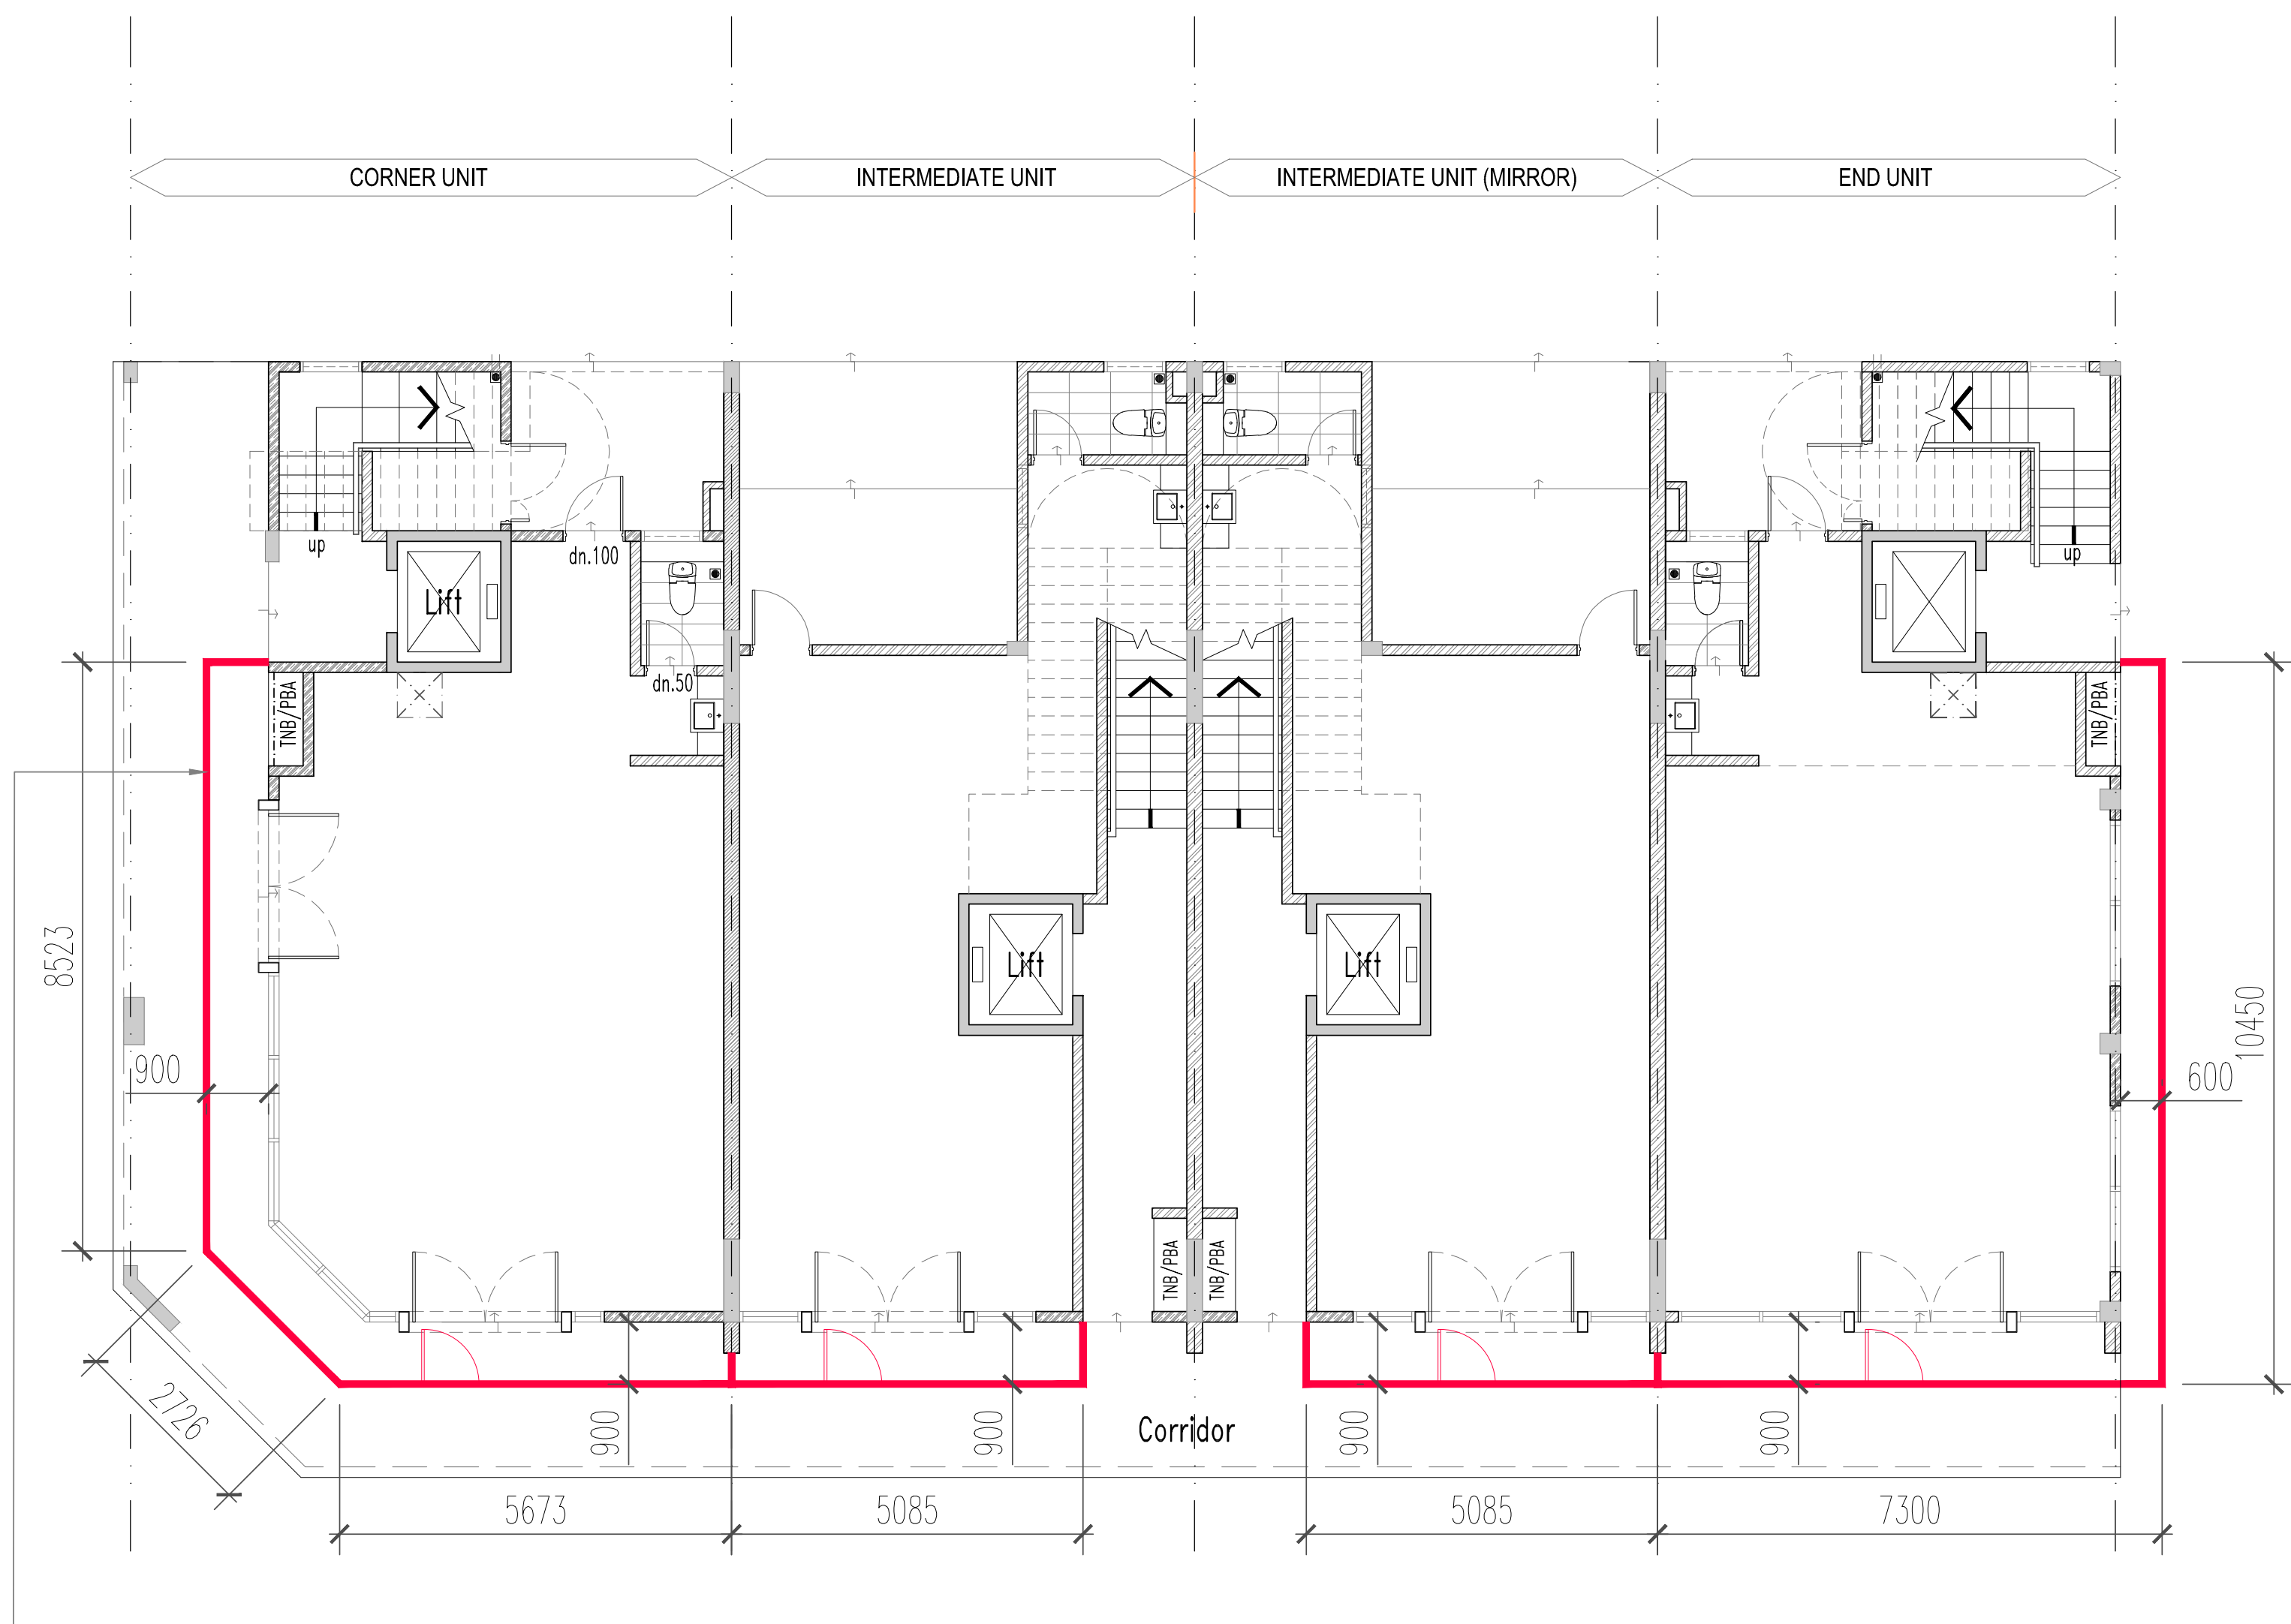 CORNER UNIT
INTERMEDIATE UNIT
INTERMEDIATE UNIT (MIRROR)
END UNIT
up
dn.100
up
Lift
dn.50
TNB/PBA
TNB/PBA
8523
Lift
Lift
10450
900
600
TNB/PBA
TNB/PBA
2726
900
900
Corridor
900
900
5673
5085
5085
7300